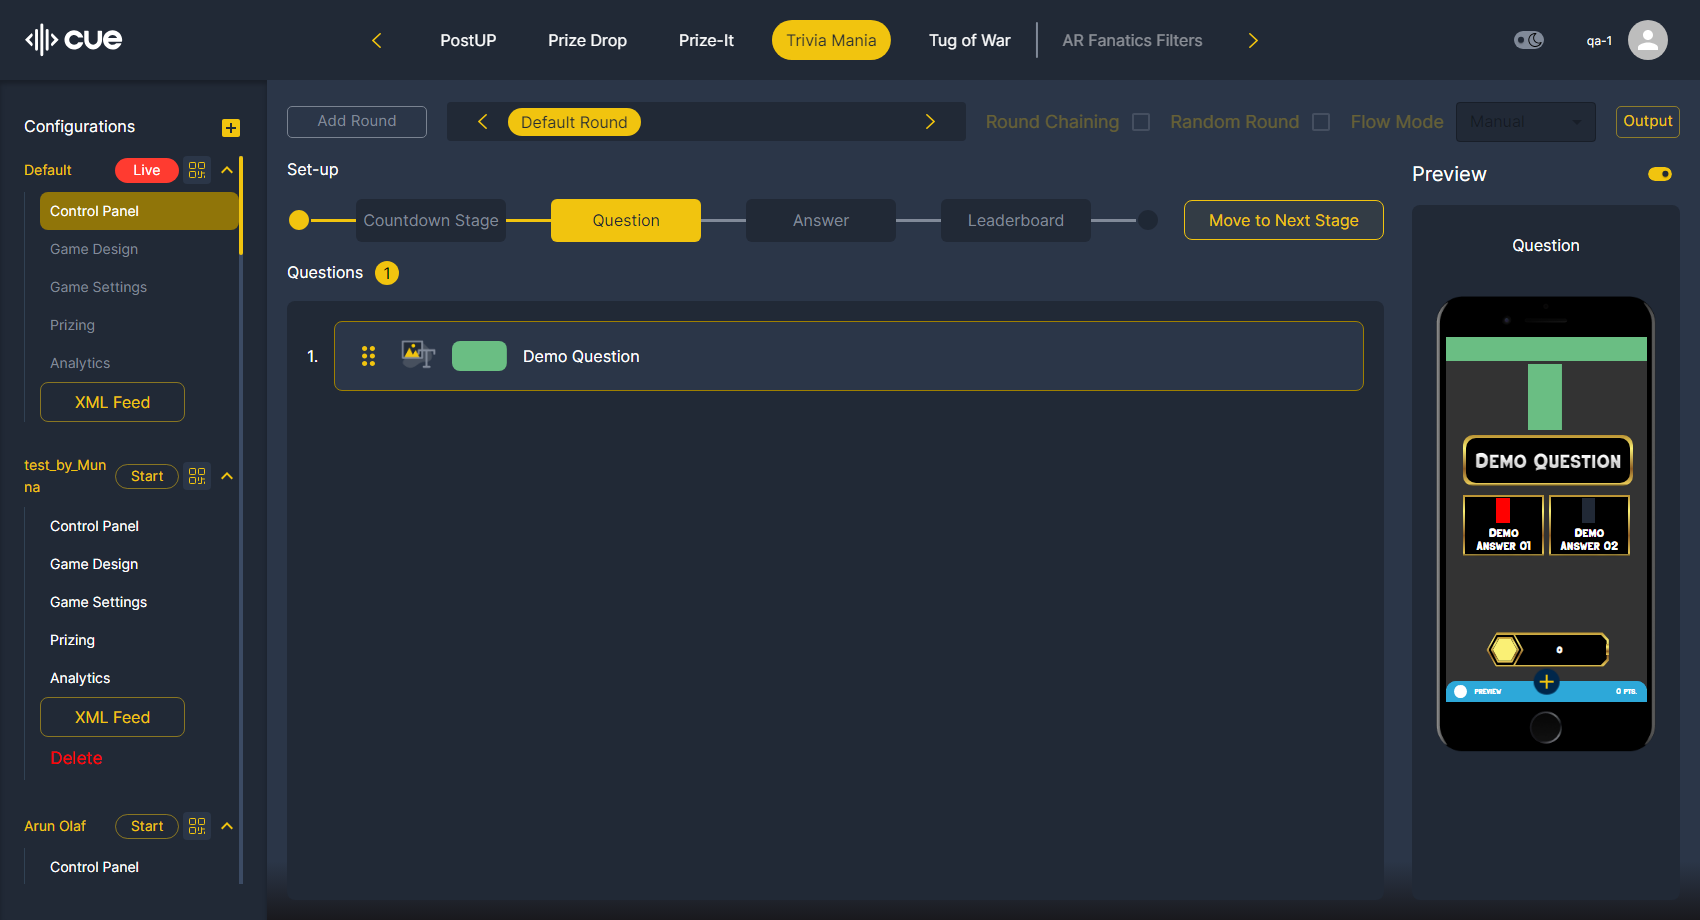 cue
PostUP
Prize Drop
Prize-It
Trivia Mania
Tug of War
AR Fanatics Filters
qa-1
Configurations
Default
Live
Control Panel
Game Design
Game Settings
Prizing
Analytics
XML Feed
test_by_Mun
na
Start
Control Panel
Game Design
Game Settings
Prizing
Analytics
XML Feed
Delete
Arun Olaf
Start
Control Panel
Add Round
Default Round
Round Chaining
Random Round
Flow Mode
Manual
Output
Set-up
Countdown Stage
Question
Answer
Leaderboard
Move to Next Stage
Questions
1
1.
Demo Question
Preview
Question
Demo Question
Demo
Answer 01
Demo
Answer 02
0
PREVIEW
0 PTS.